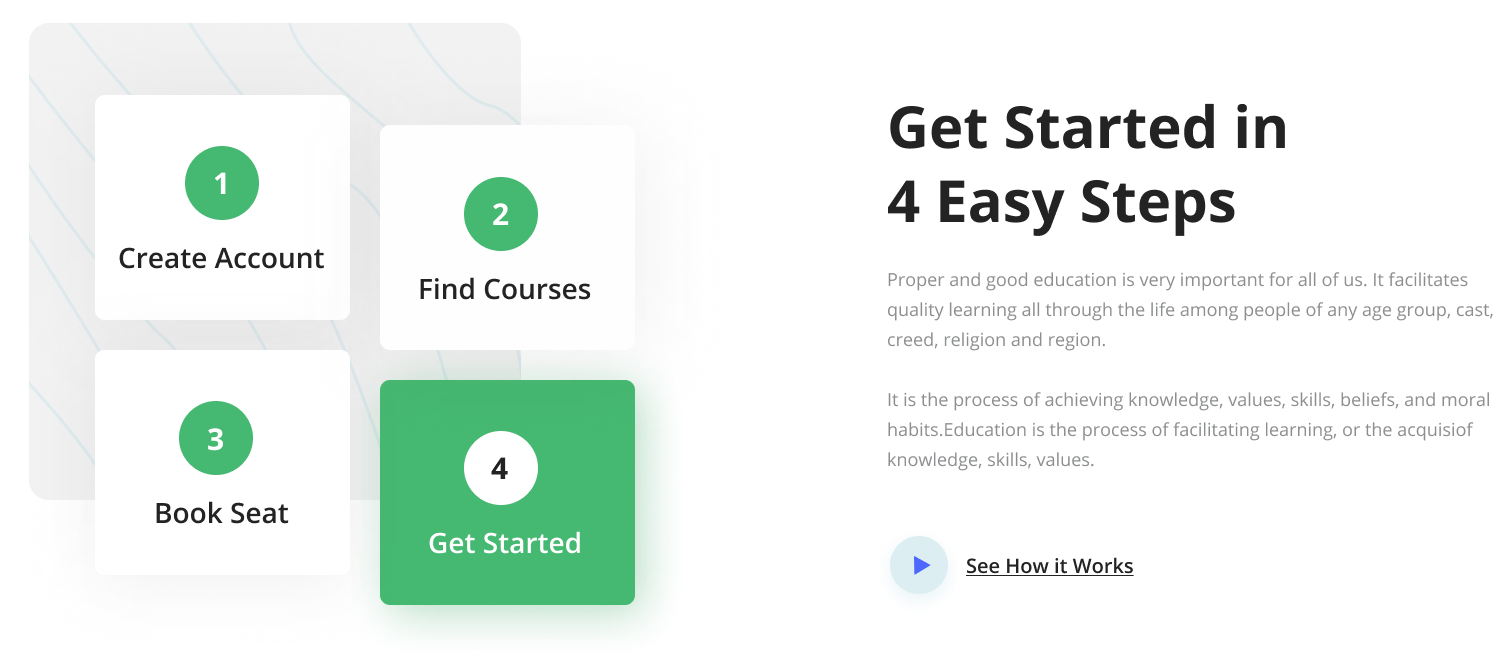 1
Create Account
2
Find Courses
3
Book Seat
4
Get Started
Get Started in
4 Easy Steps
Proper and good education is very important for all of us. It facilitates
quality learning all through the life among people of any age group, cast,
creed, religion and region.
It is the process of achieving knowledge, values, skills, beliefs, and moral
habits.Education is the process of facilitating learning, or the acquisiof
knowledge, skills, values.
See How it Works